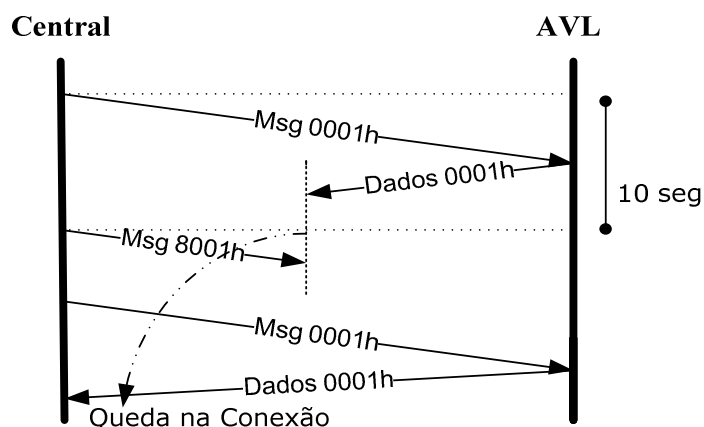 Central
AVL
Msg 0001h
Dados 0001h
10 seg
Msg 8001h
Msg 0001h
Dados 0001h
Queda na Conexão